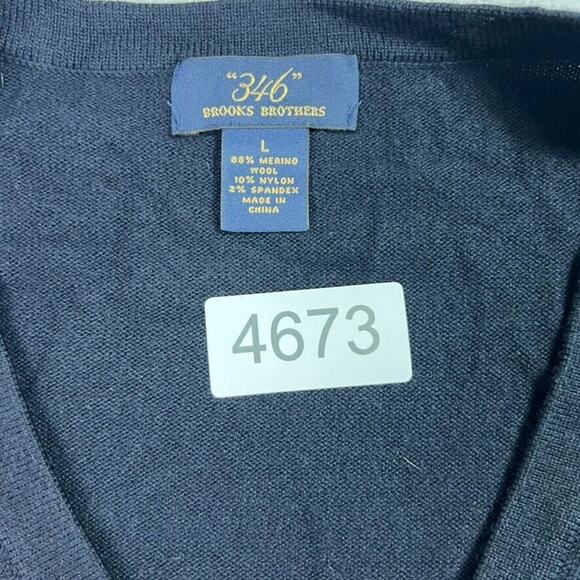 "346"
BROOKS BROTHERS
L
88% MERINO
WOOL
10% NYLON
2% SPANDEX
MADE IN
CHINA
4673